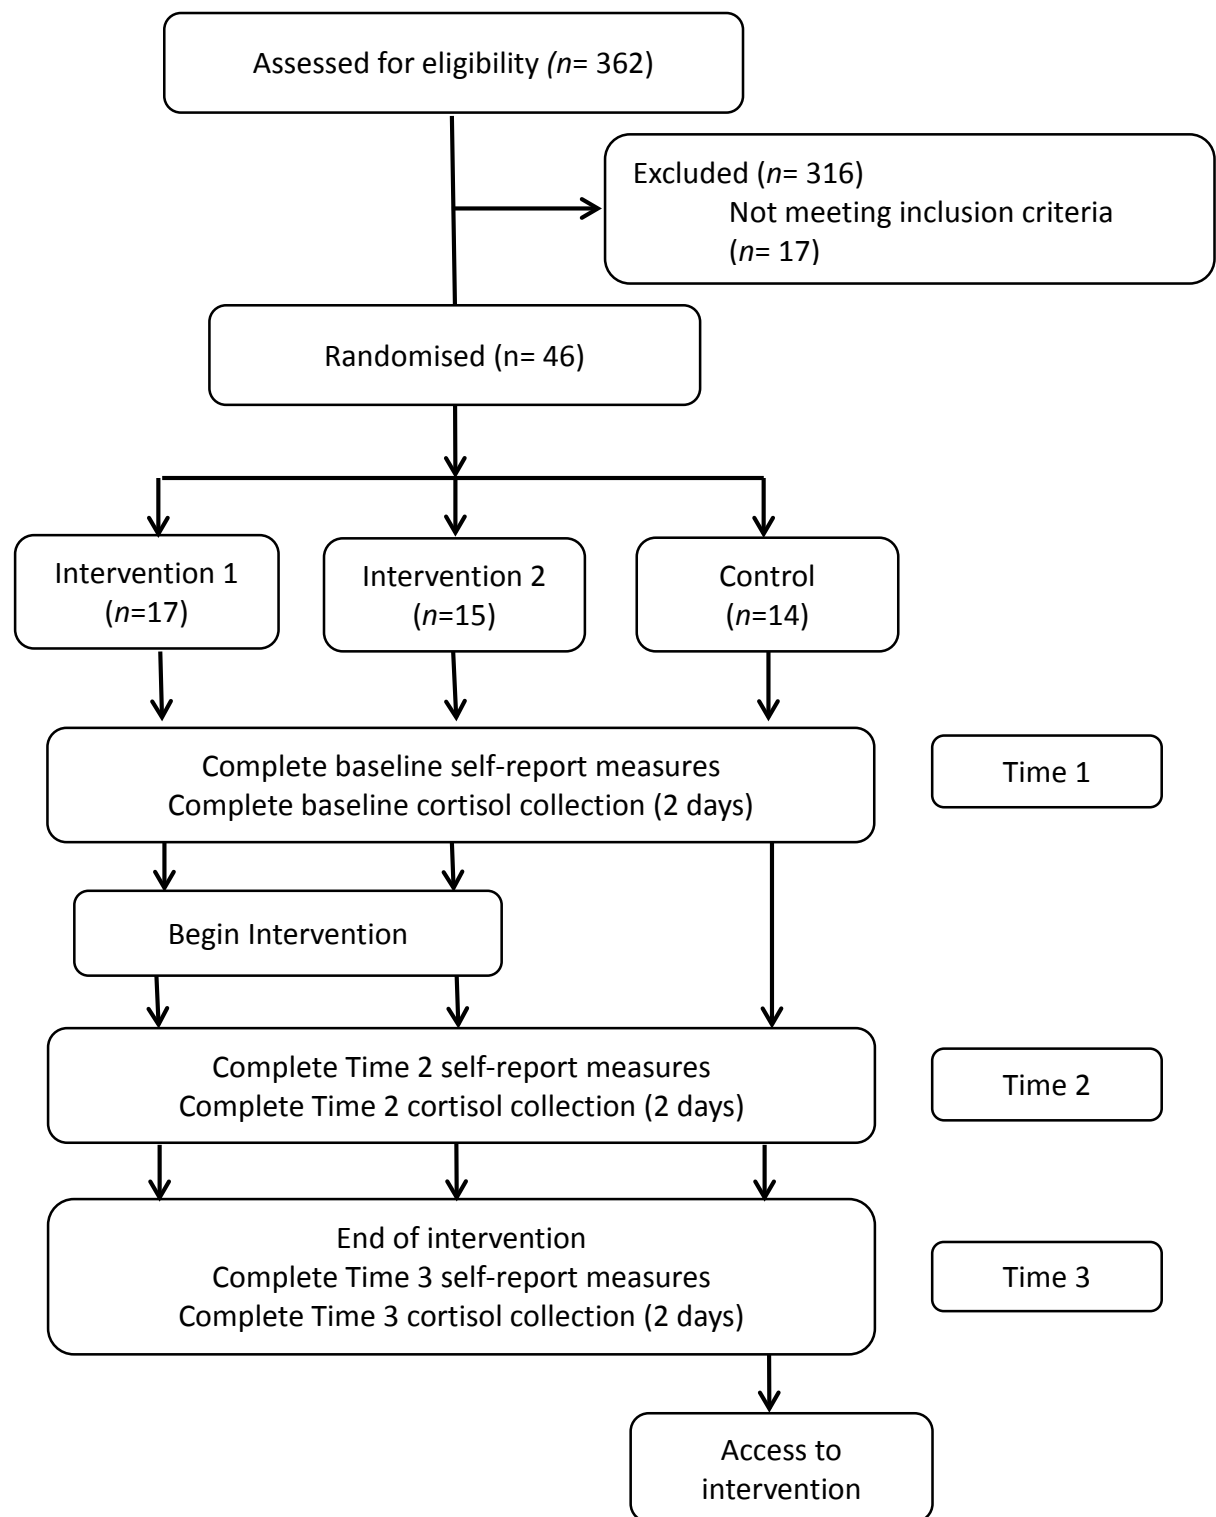 Assessed for eligibility (n= 362)
Excluded (n= 316)
Not meeting inclusion criteria
(n= 17)
Randomised (n= 46)
Intervention 1
(n=17)
Intervention 2
(n=15)
Control
(n=14)
Complete baseline self-report measures
Complete baseline cortisol collection (2 days)
Time 1
Begin Intervention
Complete Time 2 self-report measures
Complete Time 2 cortisol collection (2 days)
Time 2
End of intervention
Complete Time 3 self-report measures
Complete Time 3 cortisol collection (2 days)
Time 3
Access to
intervention